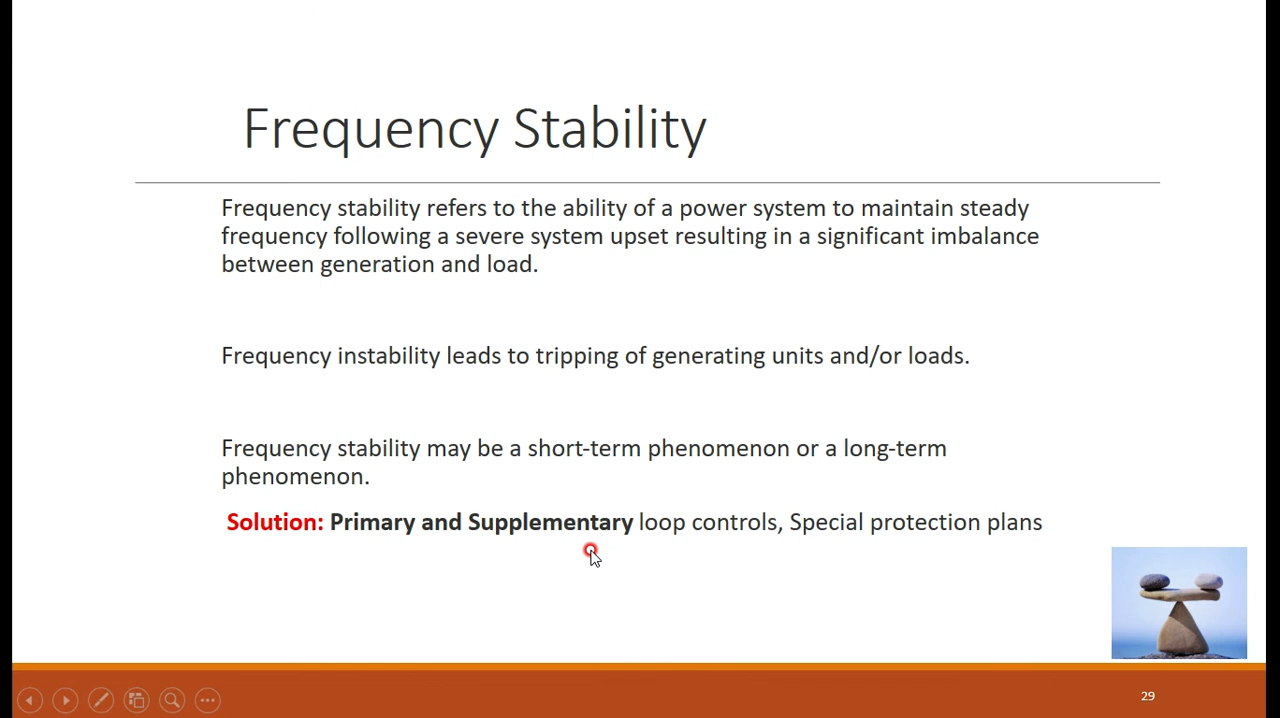 Frequency Stability
Frequency stability refers to the ability of a power system to maintain steady
frequency following a severe system upset resulting in a significant imbalance
between generation and load.
Frequency instability leads to tripping of generating units and/or loads.
Frequency stability may be a short-term phenomenon or a long-term
phenomenon.
Solution: Primary and Supplementary loop controls, Special protection plans
29